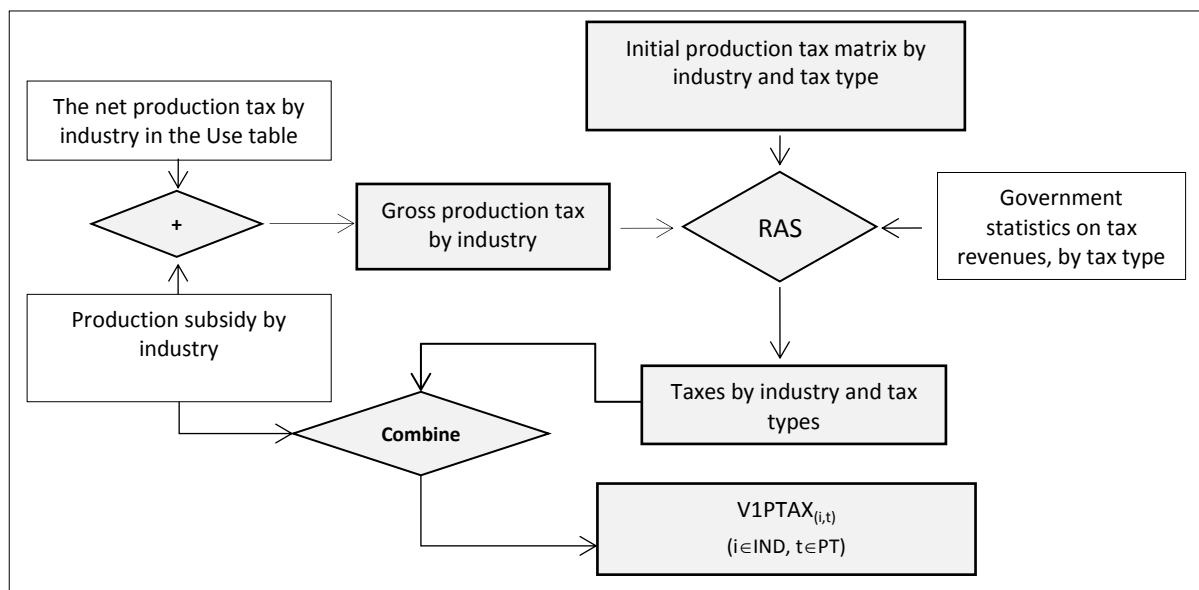 Initial production tax matrix by
industry and tax type
The net production tax by
industry in the Use table
+
Gross production tax
by industry
RAS
Government
statistics on tax
revenues, by tax type
Production subsidy by
industry
Taxes by industry and tax
types
Combine
V1PTAX(i,t)
(i∈IND, t∈PT)